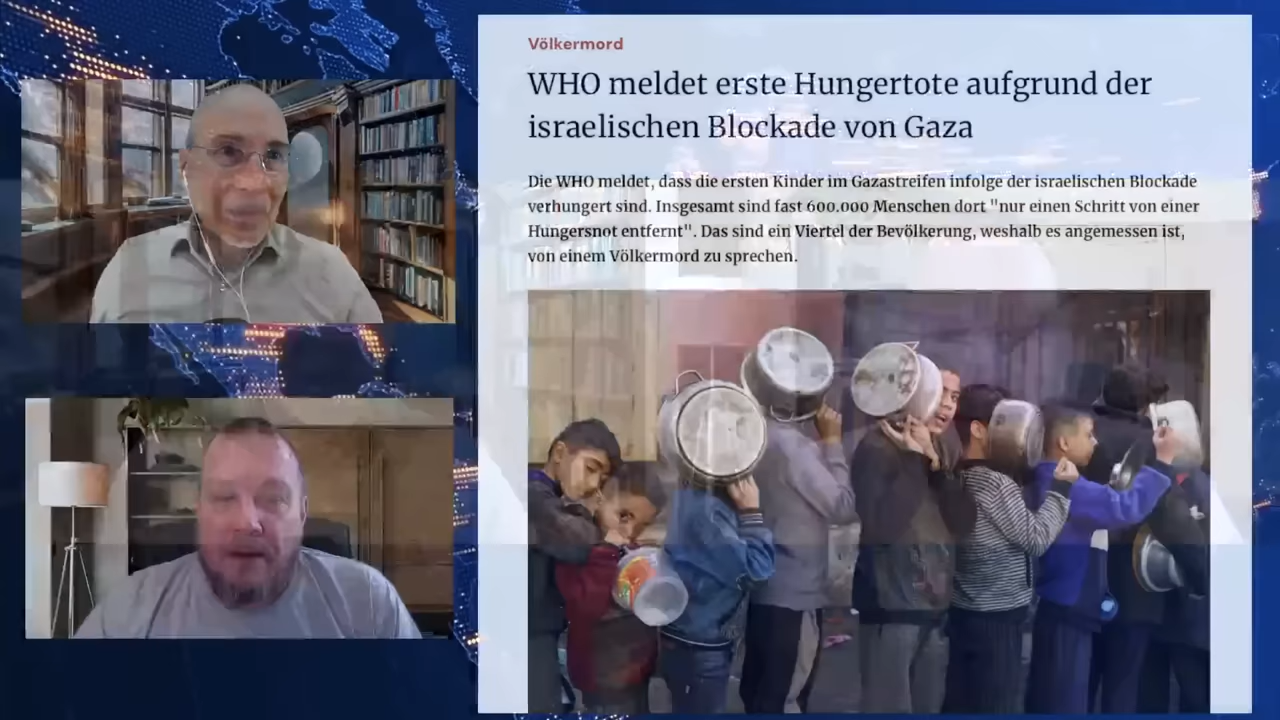 Völkermord
WHO meldet erste Hungertote aufgrund der
israelischen Blockade von Gaza
Die WHO meldet, dass die ersten Kinder im Gazastreifen infolge der israelischen Blockade
verhungert sind. Insgesamt sind fast 600.000 Menschen dort "nur einen Schritt von einer
Hungersnot entfernt". Das sind ein Viertel der Bevölkerung, weshalb es angemessen ist,
von einem Völkermord zu sprechen.